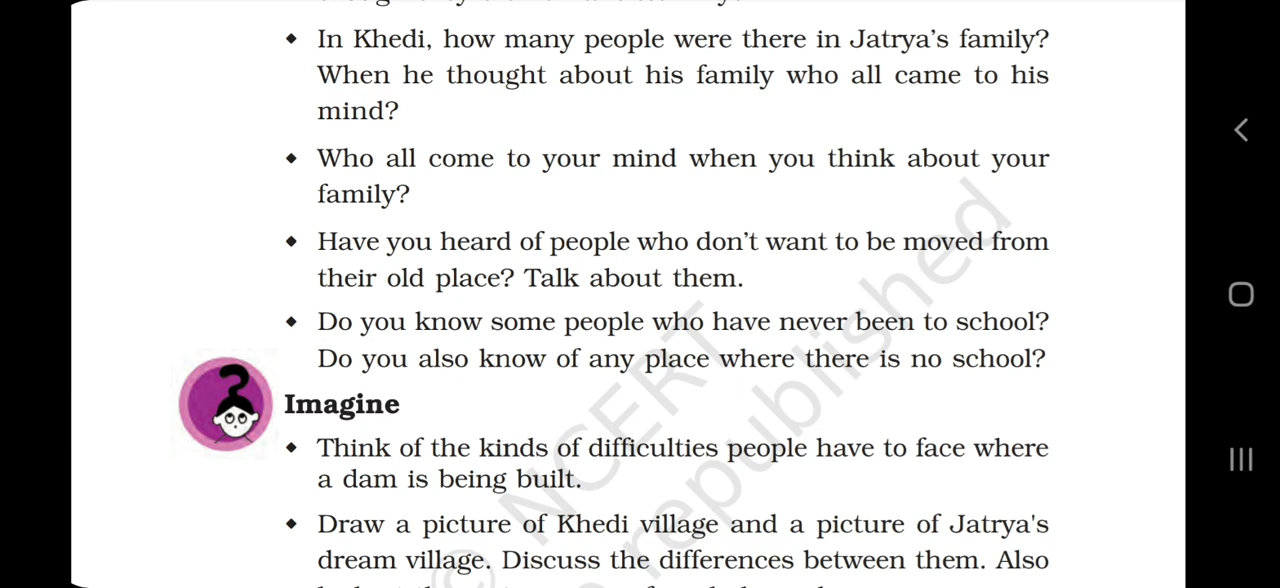 • In Khedi, how many people were there in Jatrya's family?
When he thought about his family who all came to his
mind?
• Who all come to your mind when you think about your
family?
• Have you heard of people who don't want to be moved from
their old place? Talk about them.
• Do you know some people who have never been to school?
Do you also know of any place where there is no school?
Imagine
• Think of the kinds of difficulties people have to face where
a dam is being built.
• Draw a picture of Khedi village and a picture of Jatrya's
dream village. Discuss the differences between them. Also
© NCERT
republished